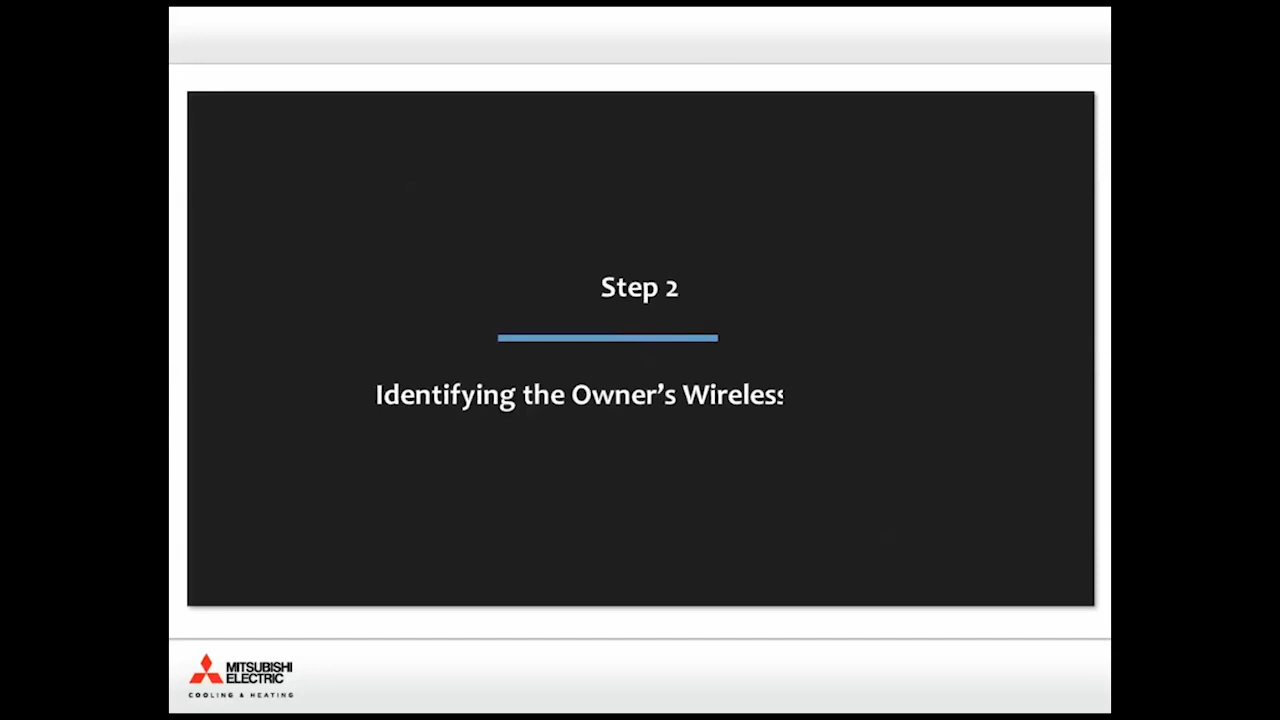 Step 2
Identifying the Owner’s Wireless
MITSUBISHI
ELECTRIC
COOLING & HEATING